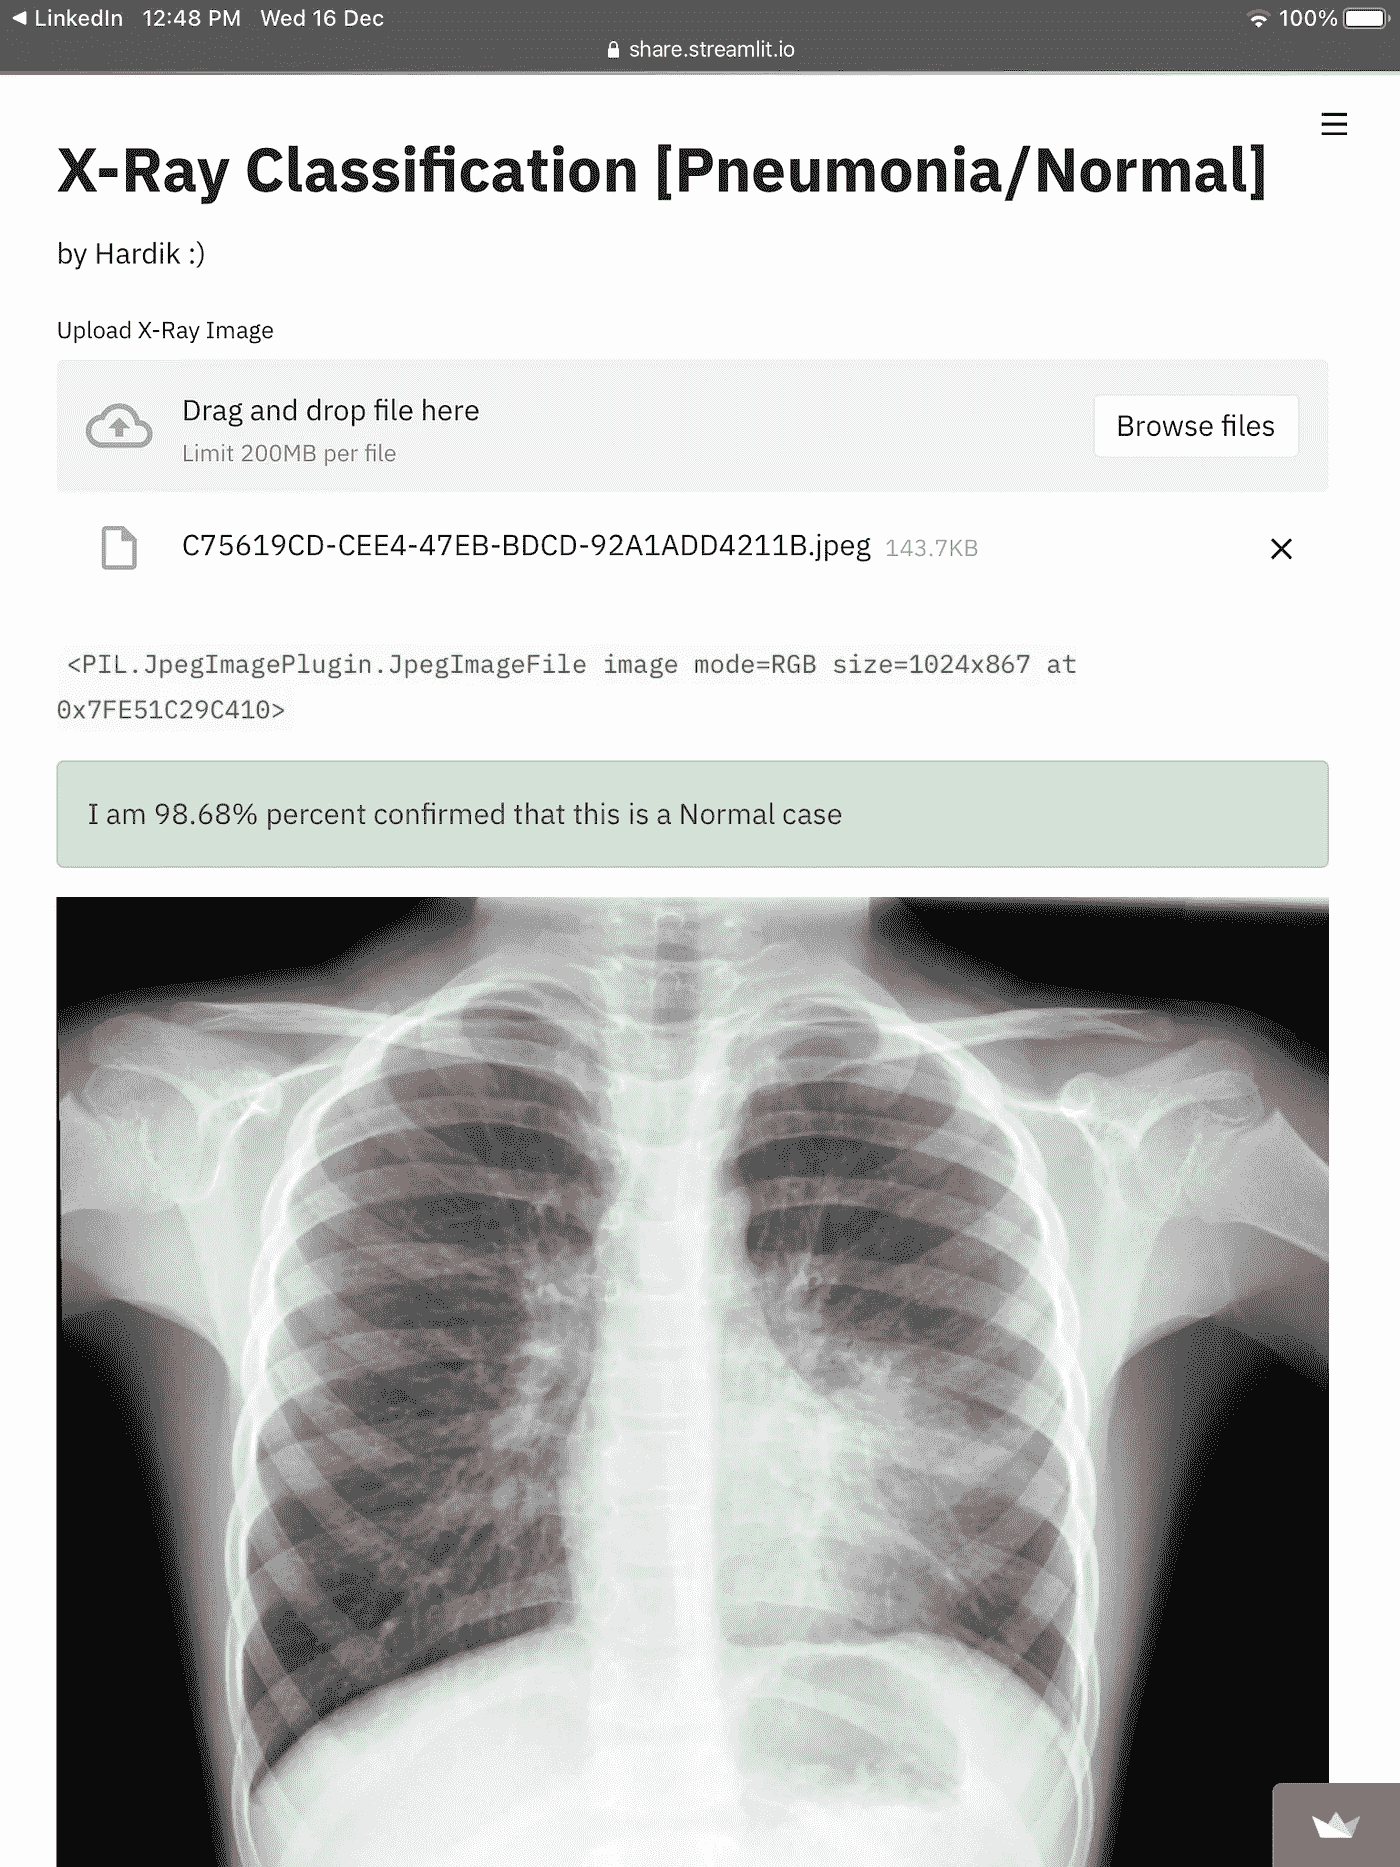 LinkedIn 12:48 PM Wed 16 Dec 100%
share.streamlit.io
X-Ray Classification [Pneumonia/Normal]
by Hardik :)
Upload X-Ray Image
Drag and drop file here
Limit 200MB per file
Browse files
C75619CD-CEE4-47EB-BDCD-92A1ADD4211B.jpeg 143.7KB
<PIL.JpegImagePlugin.JpegImageFile image mode=RGB size=1024x867 at
0x7FE51C29C410>
I am 98.68% percent confirmed that this is a Normal case